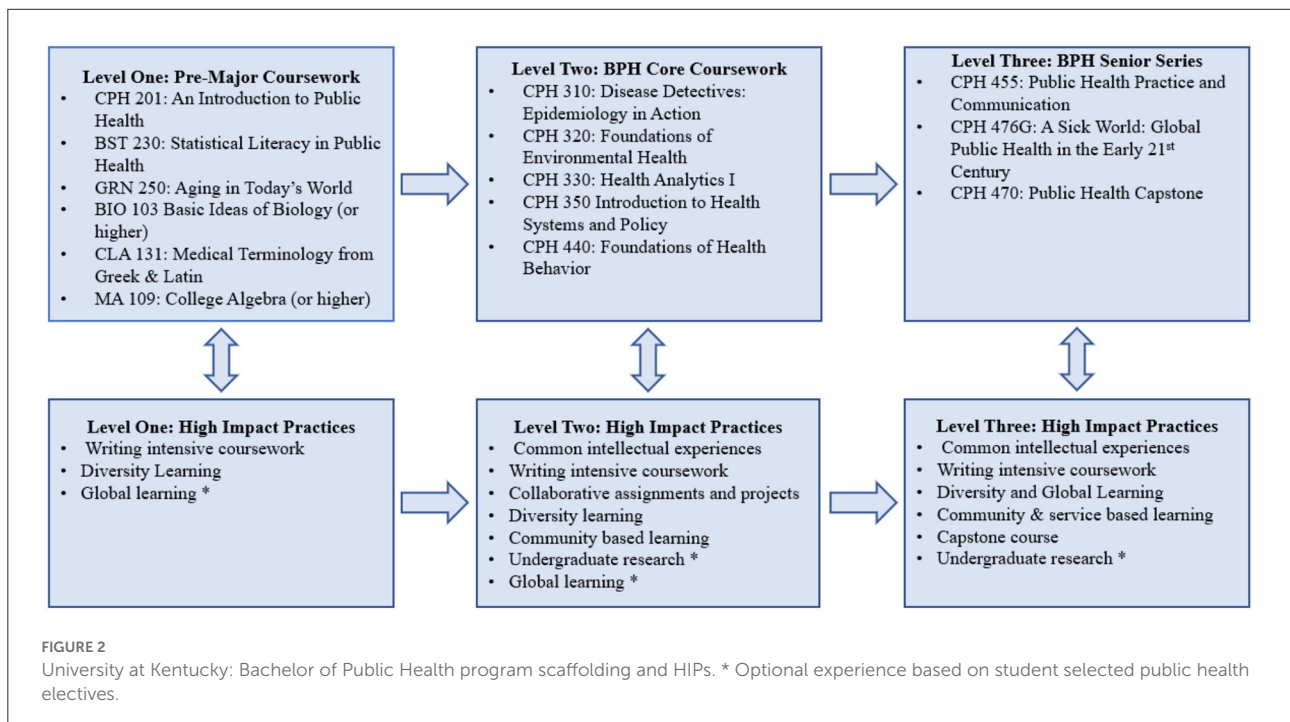 Level One: Pre-Major Coursework
• CPH 201: An Introduction to Public
Health
• BST 230: Statistical Literacy in Public
Health
• GRN 250: Aging in Today's World
• BIO 103 Basic Ideas of Biology (or
higher)
• CLA 131: Medical Terminology from
Greek & Latin
• MA 109: College Algebra (or higher)
Level Two: BPH Core Coursework
• CPH 310: Disease Detectives:
Epidemiology in Action
• CPH 320: Foundations of
Environmental Health
• CPH 330: Health Analytics I
• CPH 350 Introduction to Health
Systems and Policy
• CPH 440: Foundations of Health
Behavior
Level Three: BPH Senior Series
• CPH 455: Public Health Practice and
Communication
• CPH 476G: A Sick World: Global
Public Health in the Early 21st
Century
• CPH 470: Public Health Capstone
Level One: High Impact Practices
• Writing intensive coursework
• Diversity Learning
• Global learning *
Level Two: High Impact Practices
• Common intellectual experiences
• Writing intensive coursework
• Collaborative assignments and projects
• Diversity learning
• Community based learning
• Undergraduate research *
• Global learning *
Level Three: High Impact Practices
• Common intellectual experiences
• Writing intensive coursework
• Diversity and Global Learning
• Community & service based learning
• Capstone course
• Undergraduate research *
FIGURE 2
University at Kentucky: Bachelor of Public Health program scaffolding and HIPs. * Optional experience based on student selected public health
electives.